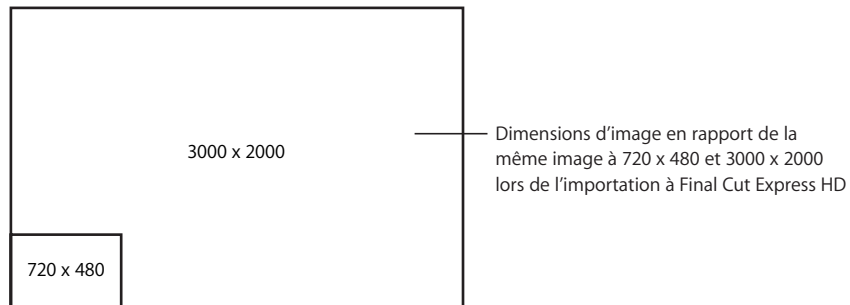 3000 x 2000
720 x 480
Dimensions d’image en rapport de la
même image à 720 x 480 et 3000 x 2000
lors de l’importation à Final Cut Express HD